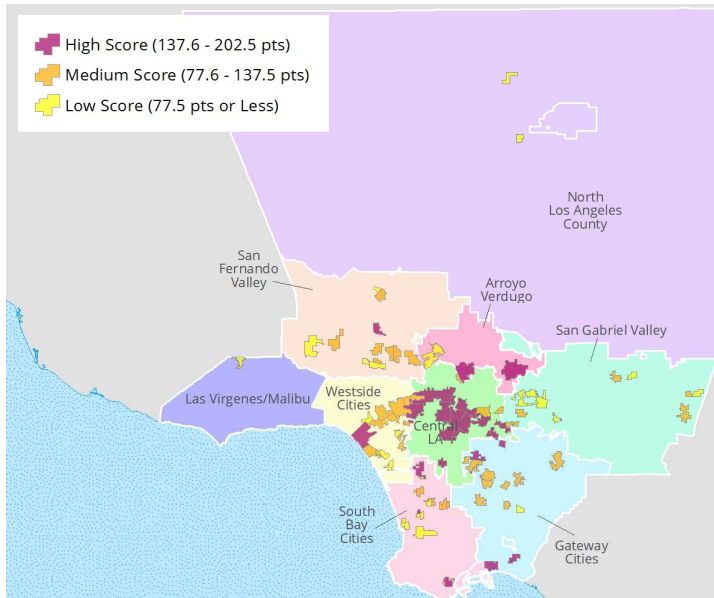 High Score (137.6 - 202.5 pts)
Medium Score (77.6 - 137.5 pts)
Low Score (77.5 pts or Less)
North
Los Angeles
County
San
Fernando
Valley
Arroyo
Verdugo
San Gabriel Valley
Las Virgenes/Malibu
Westside
Cities
Central
LA
South
Bay
Cities
Gateway
Cities